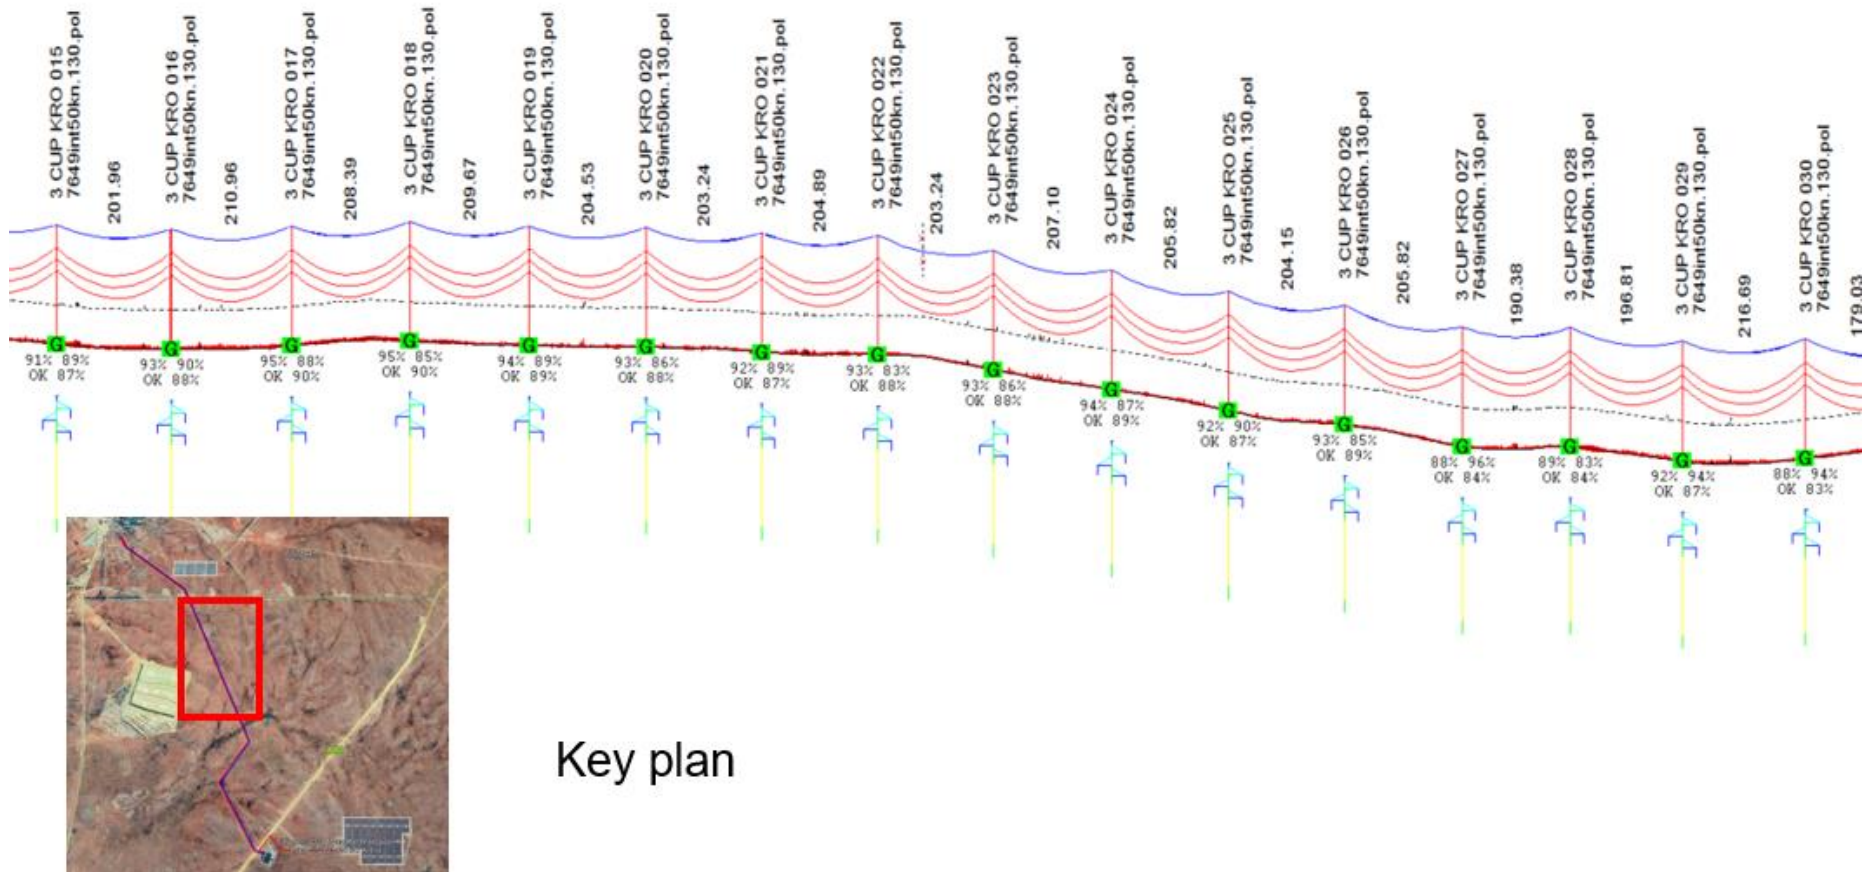 3 CUP KRO 015
7649int50kn.130.pol
201.96
3 CUP KRO 016
7649int50kn.130.pol
210.96
3 CUP KRO 017
7649int50kn.130.pol
208.39
3 CUP KRO 018
7649int50kn.130.pol
209.67
3 CUP KRO 019
7649int50kn.130.pol
204.53
3 CUP KRO 020
7649int50kn.130.pol
203.24
3 CUP KRO 021
7649int50kn.130.pol
204.89
3 CUP KRO 022
7649int50kn.130.pol
203.24
3 CUP KRO 023
7649int50kn.130.pol
207.10
3 CUP KRO 024
7649int50kn.130.pol
205.82
3 CUP KRO 025
7649int50kn.130.pol
204.15
3 CUP KRO 026
7649int50kn.130.pol
205.82
3 CUP KRO 027
7649int50kn.130.pol
190.38
3 CUP KRO 028
7649int50kn.130.pol
196.81
3 CUP KRO 029
7649int50kn.130.pol
216.69
3 CUP KRO 030
7649int50kn.130.pol
179.03
G
91% 89%
OK 87%
G
93% 90%
OK 88%
G
95% 88%
OK 90%
G
95% 85%
OK 90%
G
94% 89%
OK 89%
G
93% 86%
OK 88%
G
92% 89%
OK 87%
G
93% 83%
OK 88%
G
93% 86%
OK 88%
G
94% 87%
OK 89%
G
92% 90%
OK 87%
G
93% 85%
OK 89%
G
88% 96%
OK 84%
G
89% 83%
OK 84%
G
92% 94%
OK 87%
G
88% 94%
OK 83%
Key plan